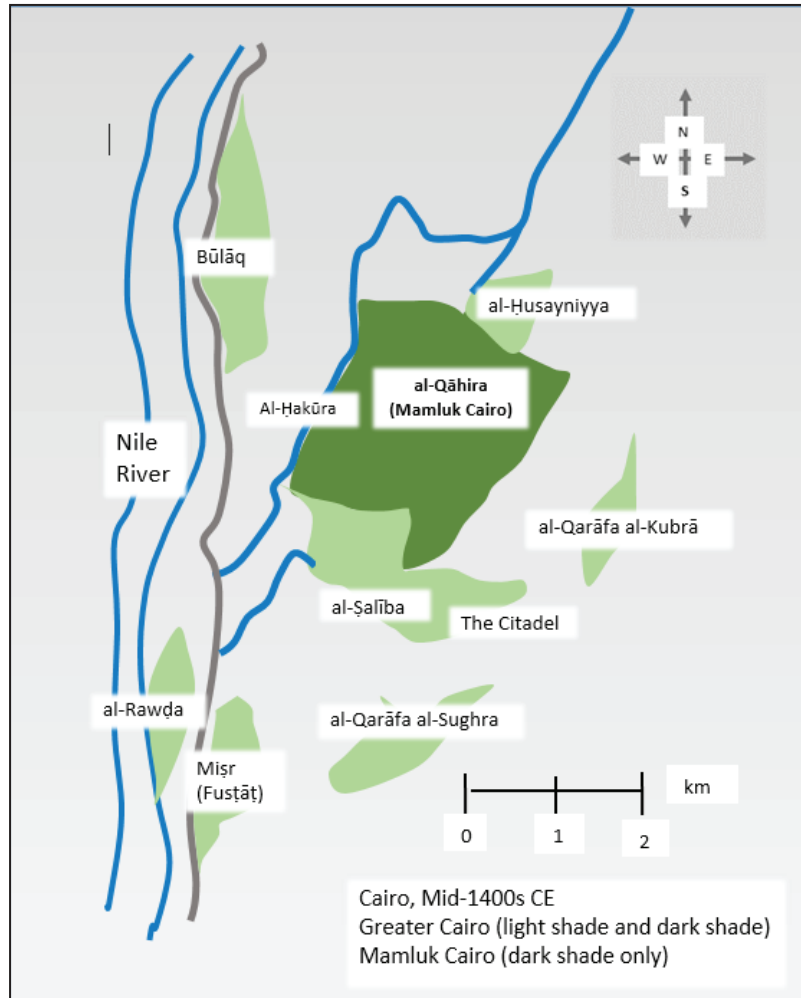 N
W E
S
Būlāq
al-Ḥusayniyya
al-Qāhira
(Mamluk Cairo)
Al-Ḥakūra
Nile
River
al-Qarāfa al-Kubrā
al-Ṣalība
The Citadel
al-Rawḍa
al-Qarāfa al-Sughra
Miṣr
(Fusṭāṭ)
km
0 1 2
Cairo, Mid-1400s CE
Greater Cairo (light shade and dark shade)
Mamluk Cairo (dark shade only)